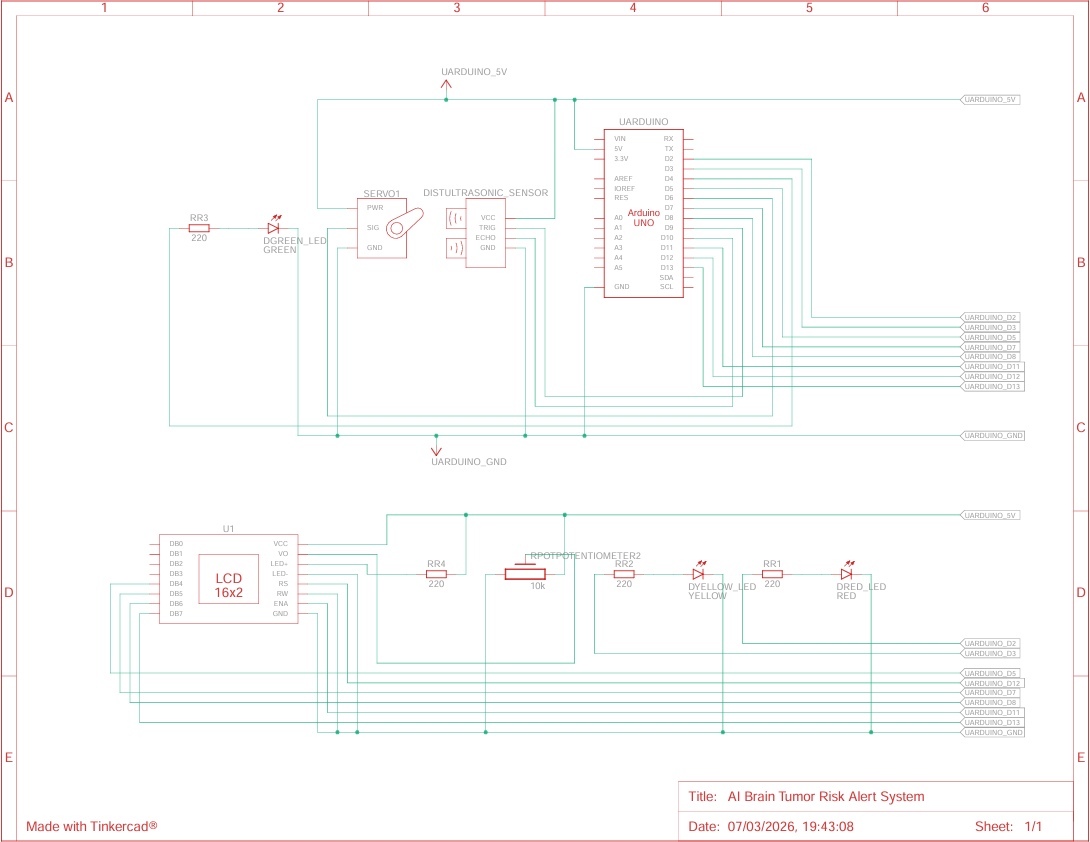 1 2 3 4 5 6
UARDUINO_5V
A A
UARDUINO_5V
UARDUINO
VIN RX
5V TX
3.3V D2
D3
AREF D4
IOREF D5
RES D6
D7
A0 D8
A1 D9
A2 D10
A3 D11
A4 D12
A5 D13
SDA
GND SCL
Arduino
UNO
SERVO1
PWR
SIG
GND
DISTULTRASONIC_SENSOR
VCC
TRIG
ECHO
GND
RR3
220
DGREEN_LED
GREEN
B B
UARDUINO_D2
UARDUINO_D3
UARDUINO_D5
UARDUINO_D7
UARDUINO_D8
UARDUINO_D11
UARDUINO_D12
UARDUINO_D13
C C
UARDUINO_GND
UARDUINO_GND
UARDUINO_5V
U1
DB0 VCC
DB1 VO
DB2 LED+
DB3 LED-
DB4 RS
DB5 RW
DB6 ENA
DB7 GND
LCD
16x2
RR4
220
RPOTPOTENTIOMETER2
10k
RR2
220
DYELLOW_LED
YELLOW
RR1
220
DRED_LED
RED
D D
UARDUINO_D2
UARDUINO_D3
UARDUINO_D5
UARDUINO_D12
UARDUINO_D7
UARDUINO_D8
UARDUINO_D11
UARDUINO_D13
UARDUINO_GND
E E
Title: AI Brain Tumor Risk Alert System
Made with Tinkercad®
Date: 07/03/2026, 19:43:08 Sheet: 1/1